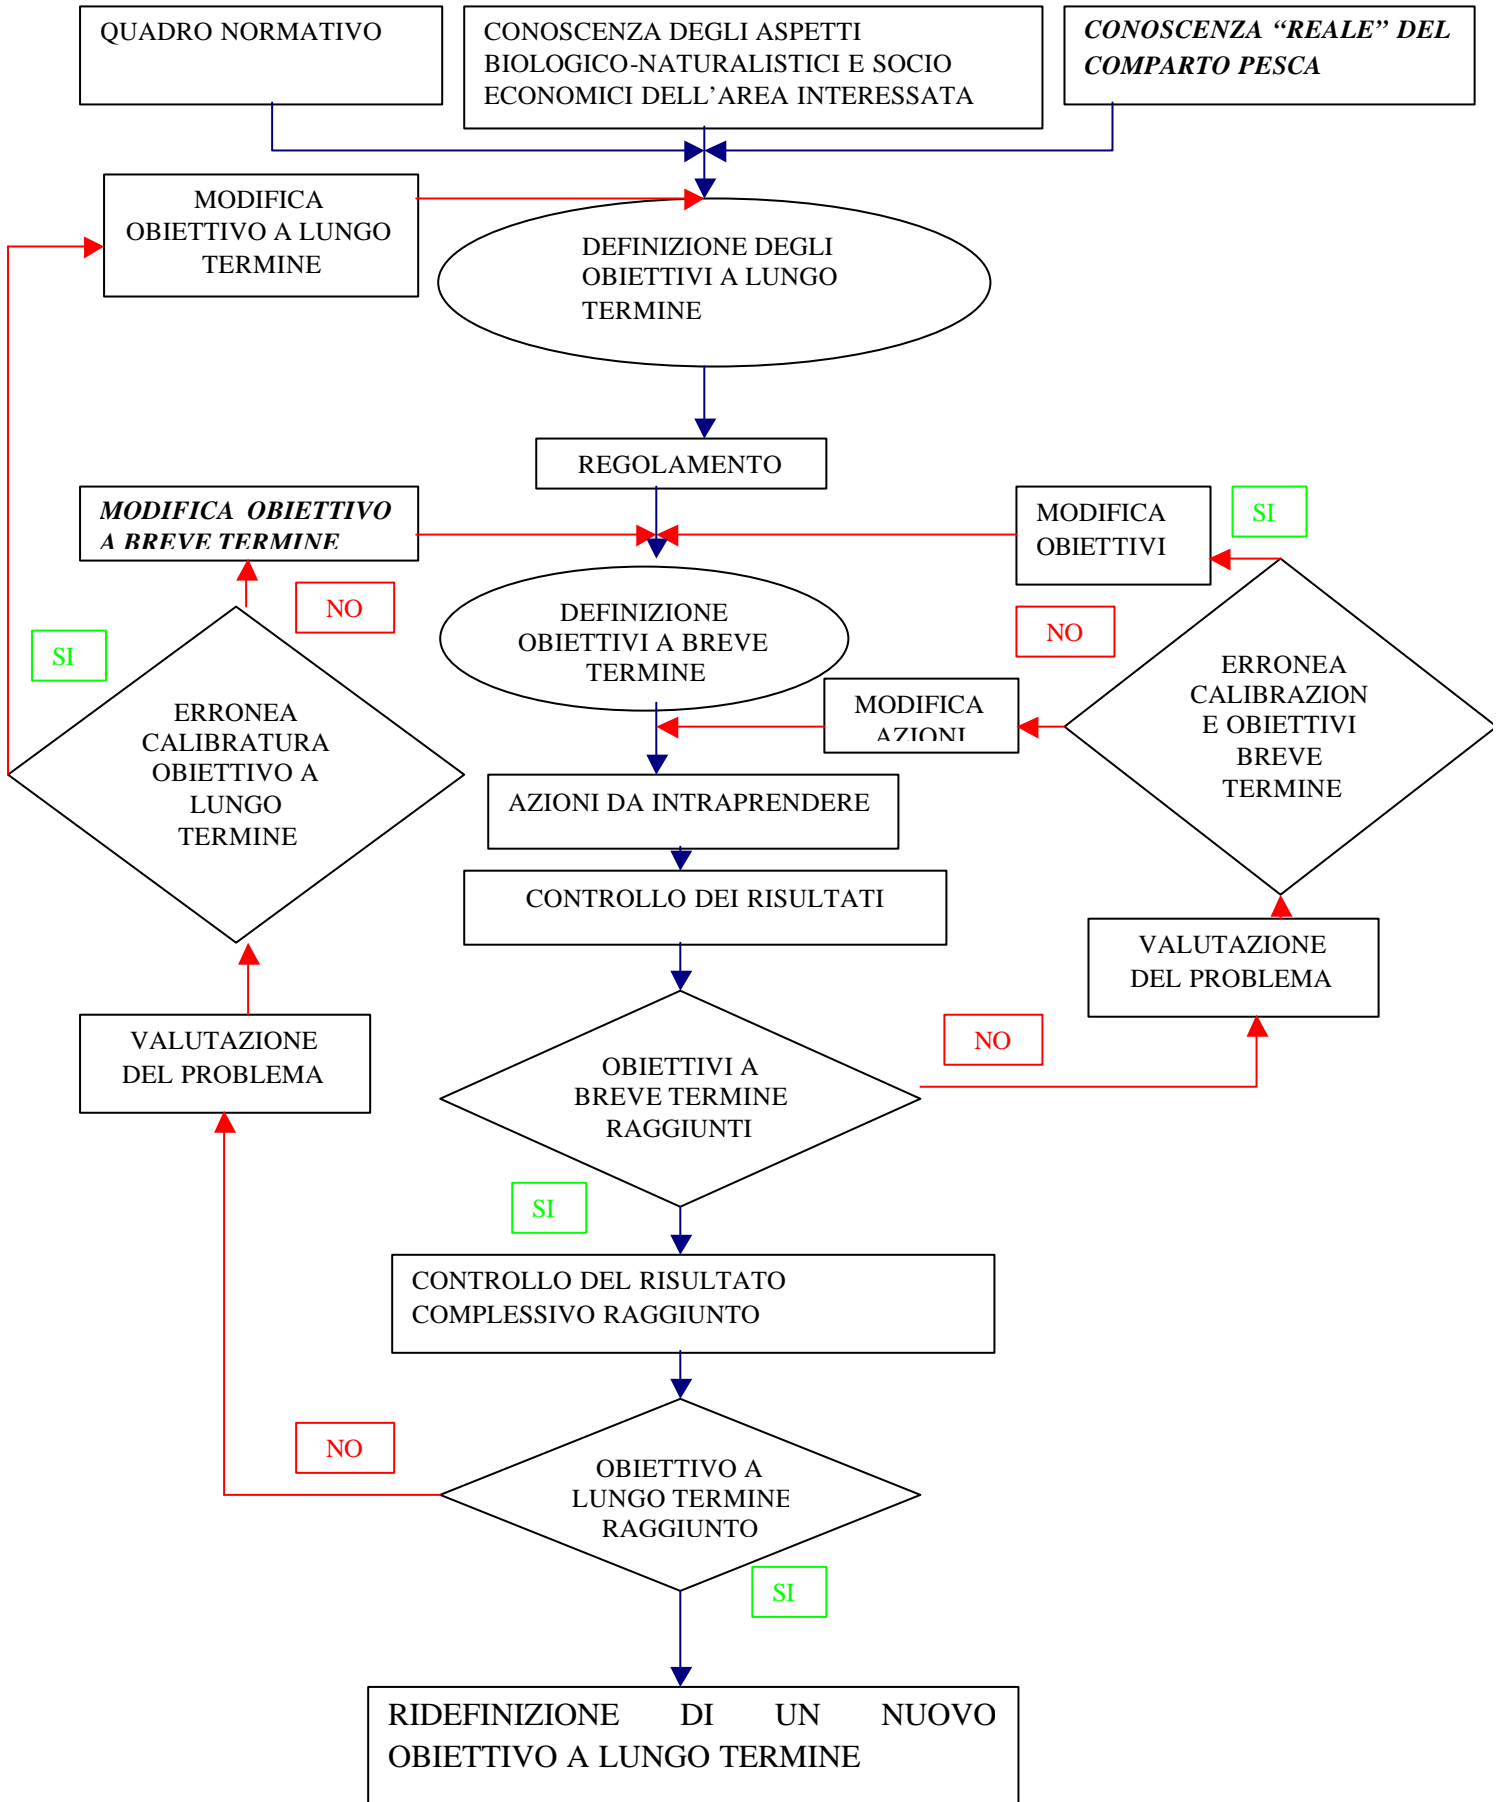 QUADRO NORMATIVO
CONOSCENZA DEGLI ASPETTI
BIOLOGICO-NATURALISTICI E SOCIO
ECONOMICI DELL’AREA INTERESSATA
CONOSCENZA “REALE” DEL
COMPARTO PESCA
MODIFICA
OBIETTIVO A LUNGO
TERMINE
DEFINIZIONE DEGLI
OBIETTIVI A LUNGO
TERMINE
REGOLAMENTO
MODIFICA OBIETTIVO
A BREVE TERMINE
MODIFICA
OBIETTIVI
SI
NO
DEFINIZIONE
OBIETTIVI A BREVE
TERMINE
NO
SI
ERRONEA
CALIBRATURA
OBIETTIVO A
LUNGO
TERMINE
MODIFICA
AZIONI
ERRONEA
CALIBRAZION
E OBIETTIVI
BREVE
TERMINE
AZIONI DA INTRAPRENDERE
CONTROLLO DEI RISULTATI
VALUTAZIONE
DEL PROBLEMA
VALUTAZIONE
DEL PROBLEMA
OBIETTIVI A
BREVE TERMINE
RAGGIUNTI
NO
SI
CONTROLLO DEL RISULTATO
COMPLESSIVO RAGGIUNTO
NO
OBIETTIVO A
LUNGO TERMINE
RAGGIUNTO
SI
RIDEFINIZIONE DI UN NUOVO
OBIETTIVO A LUNGO TERMINE